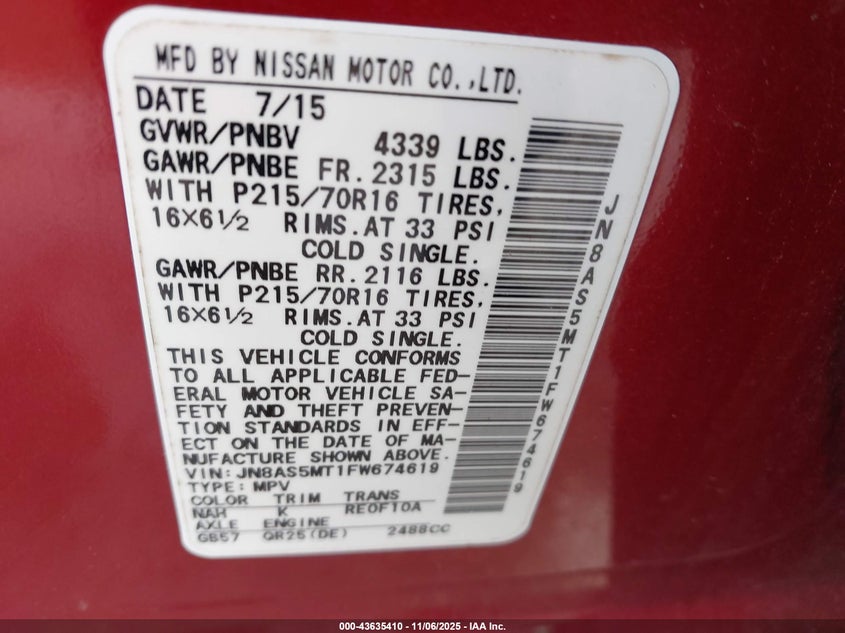 MFD BY NISSAN MOTOR CO.,LTD.
DATE 7/15
GVWR/PNBV 4339 LBS.
GAWR/PNBE FR.2315 LBS.
WITH P215/70R16 TIRES,
16X6½ RIMS.AT 33 PSI
COLD SINGLE.
GAWR/PNBE RR.2116 LBS.
WITH P215/70R16 TIRES,
16X6½ RIMS.AT 33 PSI
COLD SINGLE.
THIS VEHICLE CONFORMS
TO ALL APPLICABLE FED-
ERAL MOTOR VEHICLE SA-
FETY AND THEFT PREVEN-
TION STANDARDS IN EFF-
ECT ON THE DATE OF MA-
NUFACTURE SHOWN ABOVE.
VIN: JN8AS5MT1FW674619
TYPE: MPV
COLOR TRIM TRANS
NAH K RE0F10A
AXLE ENGINE
GB57 QR25(DE) 2488CC
JN8AS5MT1FW674619
000-43635410 - 11/06/2025 - IAA Inc.